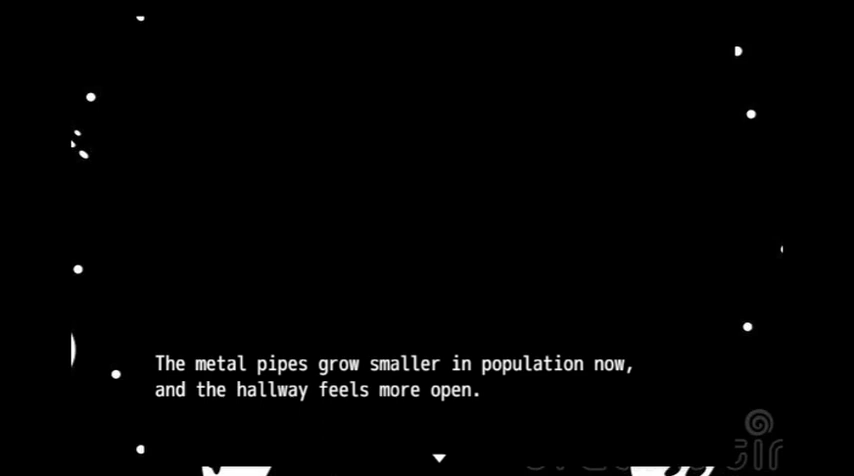 The metal pipes grow smaller in population now,
and the hallway feels more open.